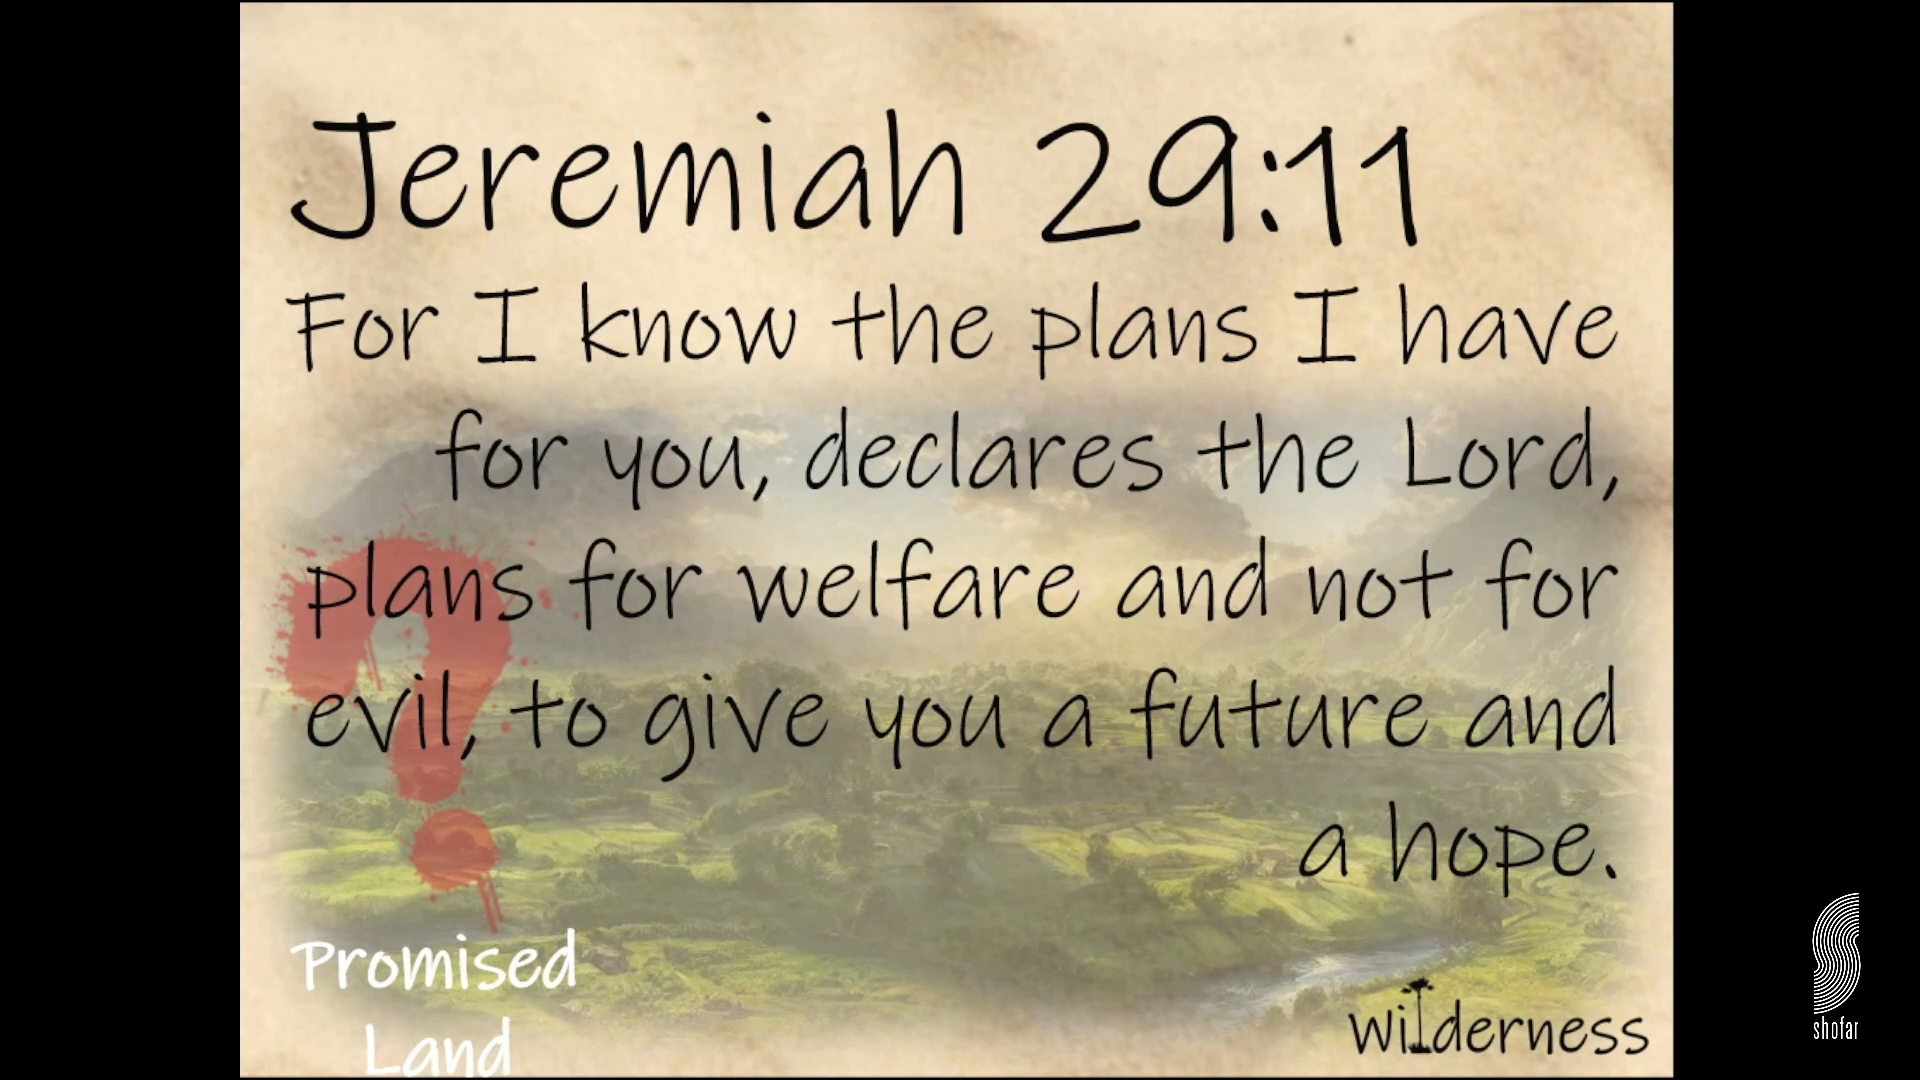 Jeremiah 29:11
For I know the plans I have
for you, declares the Lord,
plans for welfare and not for
evil, to give you a future and
a hope.
?
Promised
Land
wilderness
shofar